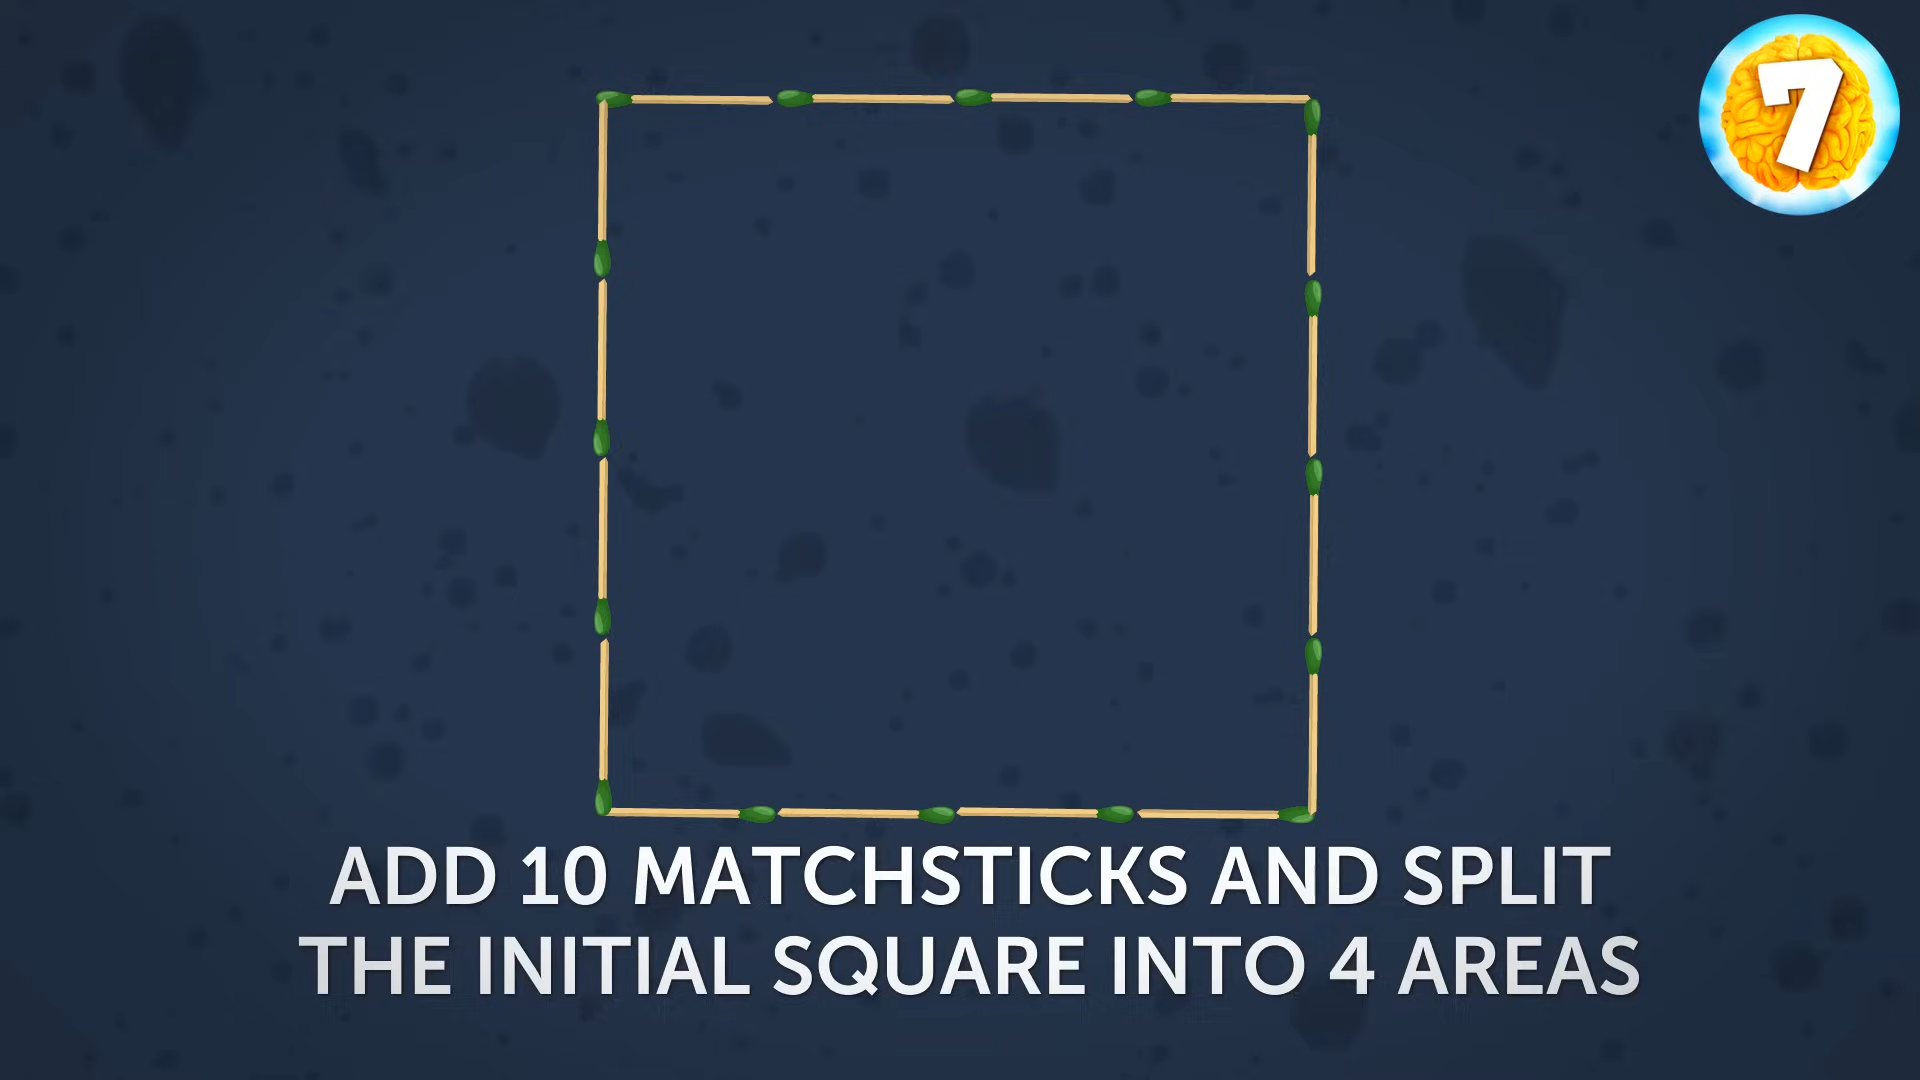 7
ADD 10 MATCHSTICKS AND SPLIT
THE INITIAL SQUARE INTO 4 AREAS